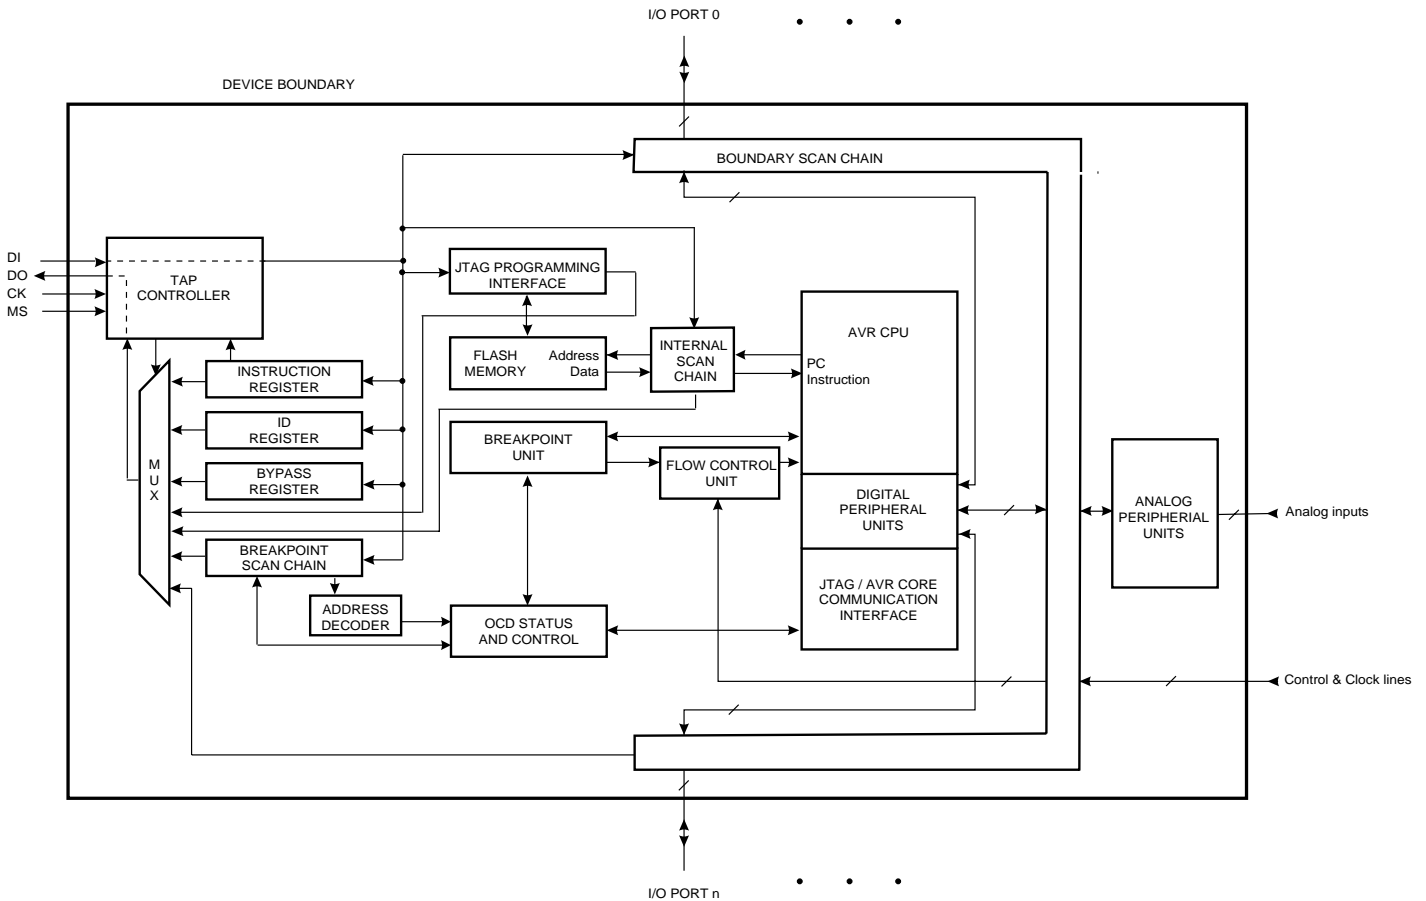 I/O PORT 0
DEVICE BOUNDARY
BOUNDARY SCAN CHAIN
DI
DO
CK
MS
TAP
CONTROLLER
JTAG PROGRAMMING
INTERFACE
FLASH
MEMORY
Address
Data
INTERNAL
SCAN
CHAIN
AVR CPU
PC
Instruction
INSTRUCTION
REGISTER
ID
REGISTER
BYPASS
REGISTER
M
U
X
BREAKPOINT
SCAN CHAIN
ADDRESS
DECODER
BREAKPOINT
UNIT
FLOW CONTROL
UNIT
OCD STATUS
AND CONTROL
DIGITAL
PERIPHERAL
UNITS
JTAG / AVR CORE
COMMUNICATION
INTERFACE
ANALOG
PERIPHERIAL
UNITS
Analog inputs
Control & Clock lines
I/O PORT n